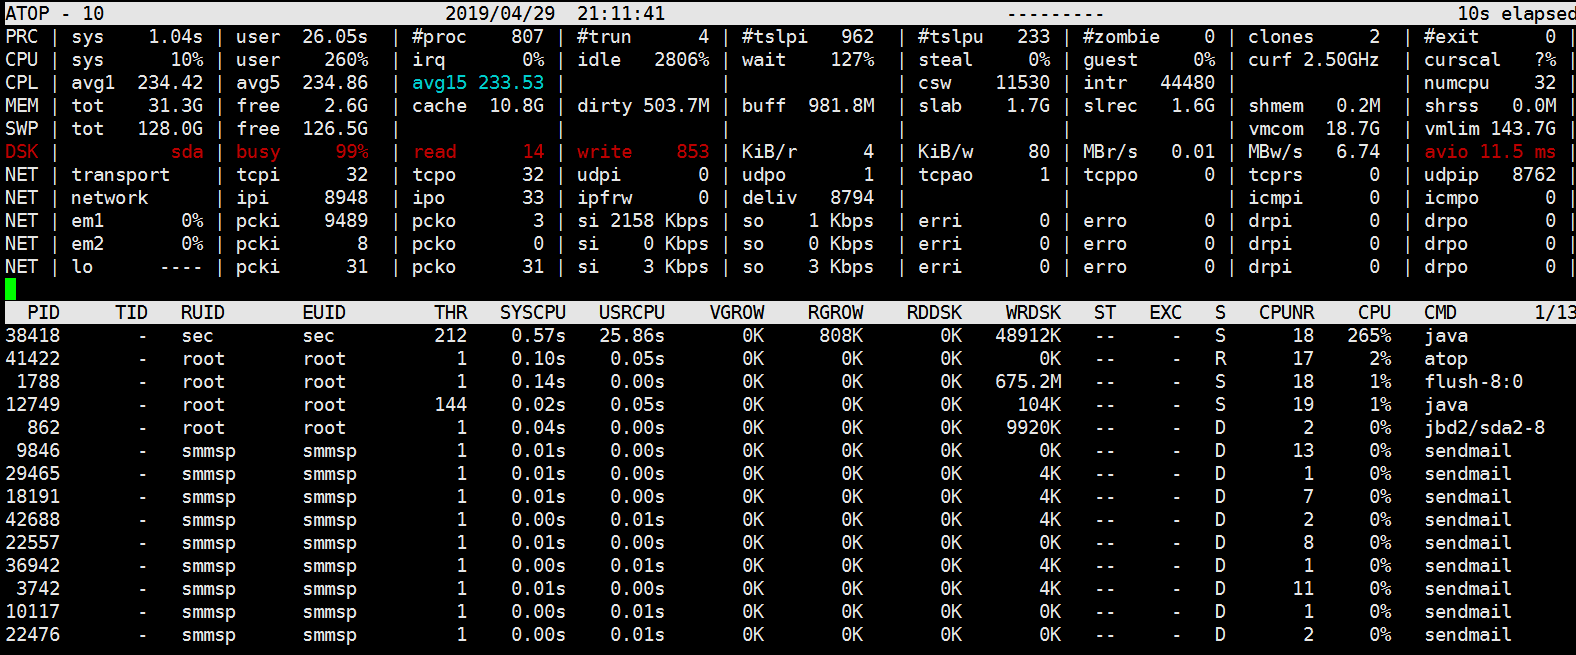 ATOP - 10 2019/04/29 21:11:41 --------- 10s elapsed
PRC | sys 1.04s | user 26.05s | #proc 807 | #trun 4 | #tslpi 962 | #tslpu 233 | #zombie 0 | clones 2 | #exit 0 |
CPU | sys 10% | user 260% | irq 0% | idle 2806% | wait 127% | steal 0% | guest 0% | curf 2.50GHz | curscal ?% |
CPL | avg1 234.42 | avg5 234.86 | avg15 233.53 | | | csw 11530 | intr 44480 | | numcpu 32 |
MEM | tot 31.3G | free 2.6G | cache 10.8G | dirty 503.7M | buff 981.8M | slab 1.7G | slrec 1.6G | shmem 0.2M | shrss 0.0M |
SWP | tot 128.0G | free 126.5G | | | | | | vmcom 18.7G | vmlim 143.7G |
DSK | sda | busy 99% | read 14 | write 853 | KiB/r 4 | KiB/w 80 | MBr/s 0.01 | MBw/s 6.74 | avio 11.5 ms |
NET | transport | tcpi 32 | tcpo 32 | udpi 0 | udpo 1 | tcpao 1 | tcppo 0 | tcprs 0 | udpip 8762 |
NET | network | ipi 8948 | ipo 33 | ipfrw 0 | deliv 8794 | | | icmpi 0 | icmpo 0 |
NET | em1 0% | pcki 9489 | pcko 3 | si 2158 Kbps | so 1 Kbps | erri 0 | erro 0 | drpi 0 | drpo 0 |
NET | em2 0% | pcki 8 | pcko 0 | si 0 Kbps | so 0 Kbps | erri 0 | erro 0 | drpi 0 | drpo 0 |
NET | lo ---- | pcki 31 | pcko 31 | si 3 Kbps | so 3 Kbps | erri 0 | erro 0 | drpi 0 | drpo 0 |
PID TID RUID EUID THR SYSCPU USRCPU VGROW RGROW RDDSK WRDSK ST EXC S CPUNR CPU CMD 1/13
38418 - sec sec 212 0.57s 25.86s 0K 808K 0K 48912K -- - S 18 265% java
41422 - root root 1 0.10s 0.05s 0K 0K 0K 0K -- - R 17 2% atop
1788 - root root 1 0.14s 0.00s 0K 0K 0K 675.2M -- - S 18 1% flush-8:0
12749 - root root 144 0.02s 0.05s 0K 0K 0K 104K -- - S 19 1% java
862 - root root 1 0.04s 0.00s 0K 0K 0K 9920K -- - D 2 0% jbd2/sda2-8
9846 - smmsp smmsp 1 0.01s 0.00s 0K 0K 0K 0K -- - D 13 0% sendmail
29465 - smmsp smmsp 1 0.01s 0.00s 0K 0K 0K 4K -- - D 1 0% sendmail
18191 - smmsp smmsp 1 0.01s 0.00s 0K 0K 0K 4K -- - D 7 0% sendmail
42688 - smmsp smmsp 1 0.00s 0.01s 0K 0K 0K 4K -- - D 2 0% sendmail
22557 - smmsp smmsp 1 0.01s 0.00s 0K 0K 0K 0K -- - D 8 0% sendmail
36942 - smmsp smmsp 1 0.00s 0.01s 0K 0K 0K 4K -- - D 1 0% sendmail
3742 - smmsp smmsp 1 0.01s 0.00s 0K 0K 0K 4K -- - D 11 0% sendmail
10117 - smmsp smmsp 1 0.00s 0.01s 0K 0K 0K 0K -- - D 1 0% sendmail
22476 - smmsp smmsp 1 0.01s 0.00s 0K 0K 0K 0K -- - D 2 0% sendmail